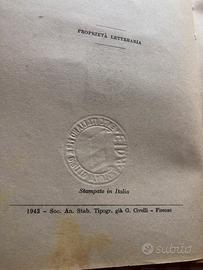 PROPRIETÀ LETTERARIA
Stampato in Italia
1943 - Soc. An. Stab. Tipogr. già G. Civelli - Firenze
subito